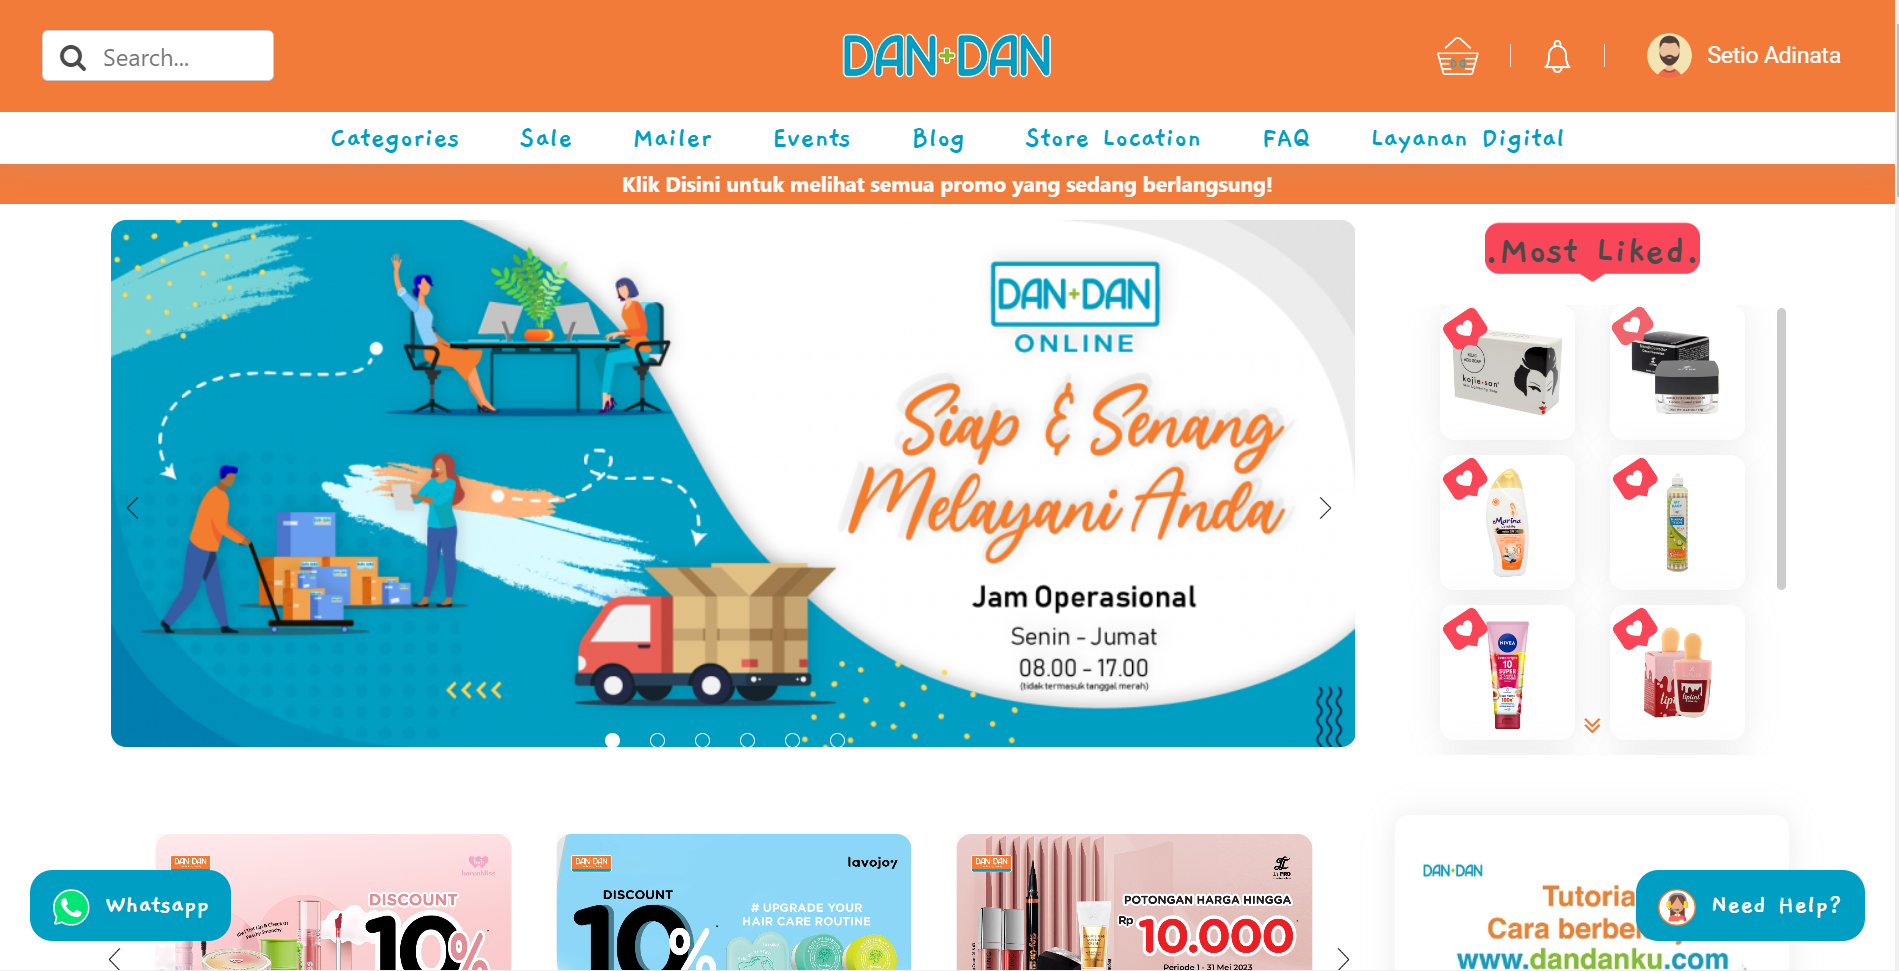 Search...
DAN+DAN
Setio Adinata
Categories
Sale
Mailer
Events
Blog
Store Location
FAQ
Layanan Digital
Klik Disini untuk melihat semua promo yang sedang berlangsung!
DAN+DAN
ONLINE
Siap & Senang
Melayani Anda
Jam Operasional
Senin - Jumat
08.00 - 17.00
(tidak termasuk tanggal merah)
.Most Liked.
kojie•san
Marina
NIVEA
10
SUPER
DAN+DAN
DISCOUNT
10%
DAN+DAN
lavojoy
DISCOUNT
10%
# UPGRADE YOUR
HAIR CARE ROUTINE
DAN+DAN
POTONGAN HARGA HINGGA
Rp 10.000
Periode 1 - 31 Mei 2023
DAN+DAN
Cara
www.dandanku.com
Whatsapp
Need Help?